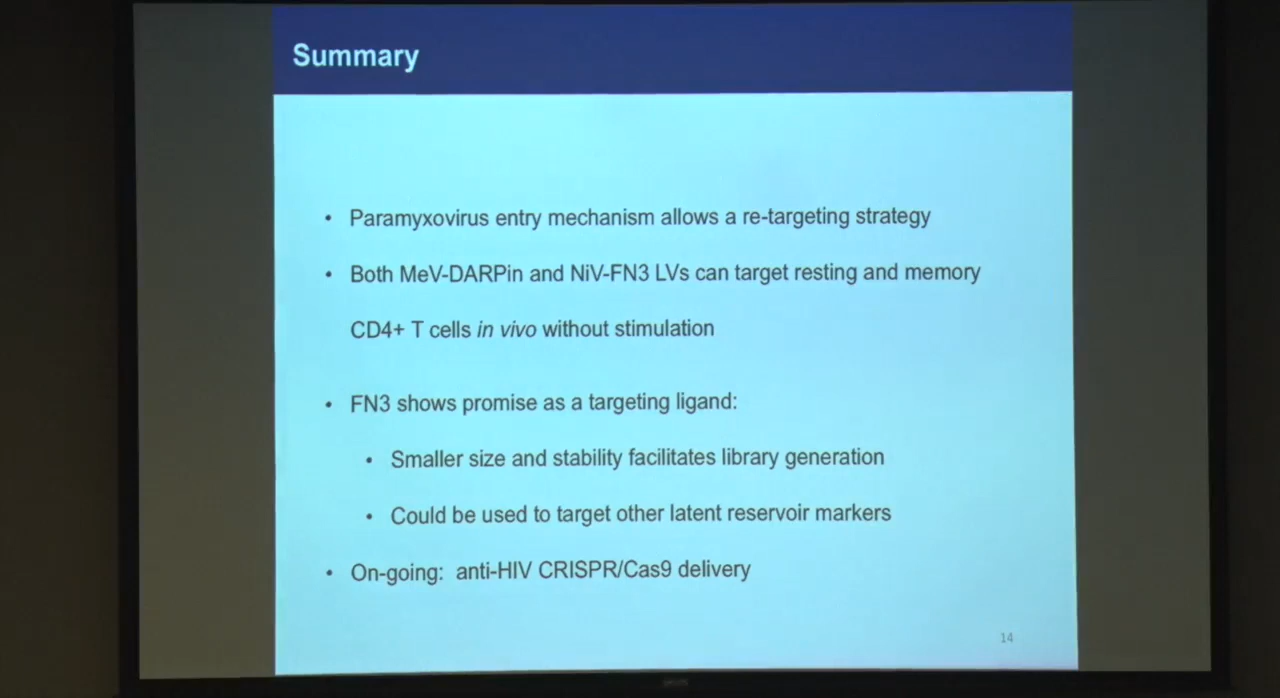 Summary
• Paramyxovirus entry mechanism allows a re-targeting strategy
• Both MeV-DARPin and NiV-FN3 LVs can target resting and memory
CD4+ T cells in vivo without stimulation
• FN3 shows promise as a targeting ligand:
• Smaller size and stability facilitates library generation
• Could be used to target other latent reservoir markers
• On-going: anti-HIV CRISPR/Cas9 delivery
14